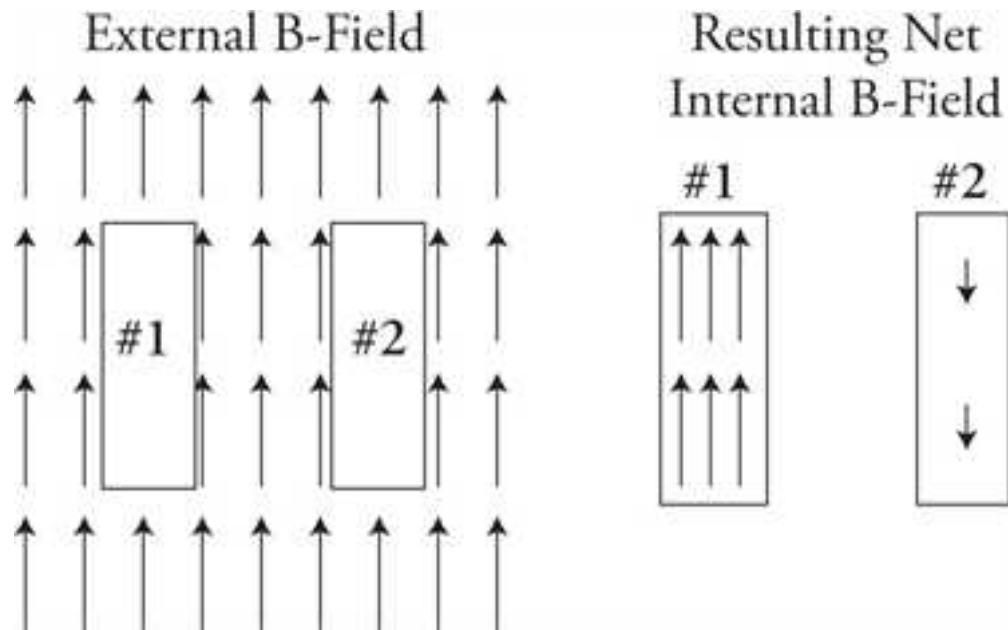 External B-Field
#1
#2
Resulting Net
Internal B-Field
#1
#2